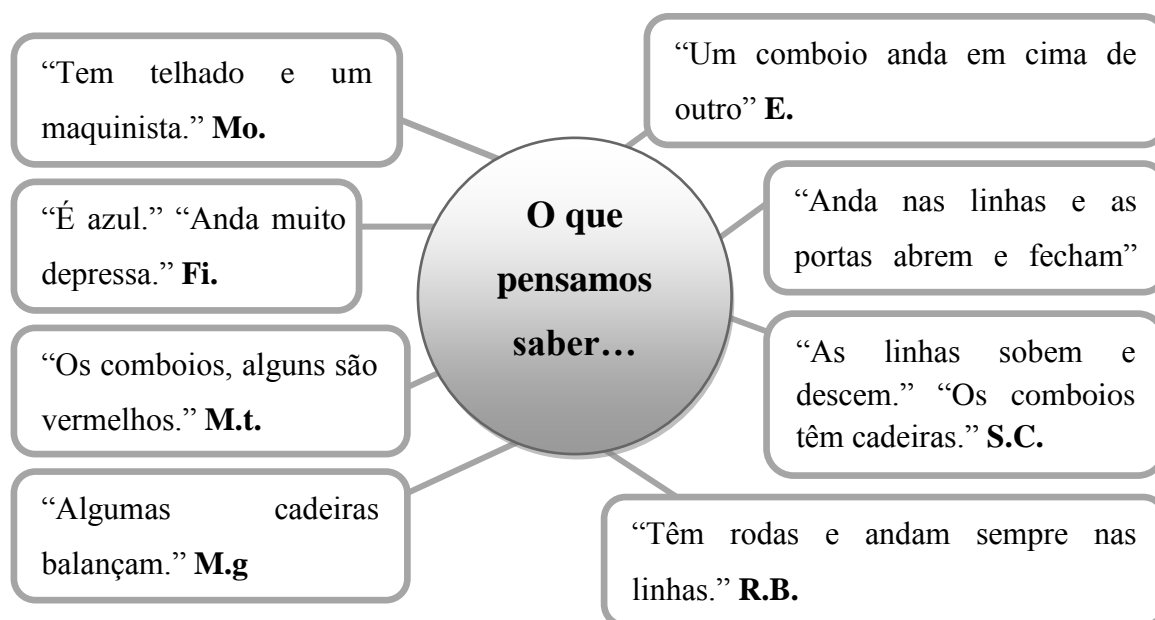 “Tem telhado e um
maquinista.” Mo.
“É azul.” “Anda muito
depressa.” Fi.
“Os comboios, alguns são
vermelhos.” M.t.
“Algumas cadeiras
balançam.” M.g
O que
pensamos
saber…
“Um comboio anda em cima de
outro” E.
“Anda nas linhas e as
portas abrem e fecham”
“As linhas sobem e
descem.” “Os comboios
têm cadeiras.” S.C.
“Têm rodas e andam sempre nas
linhas.” R.B.